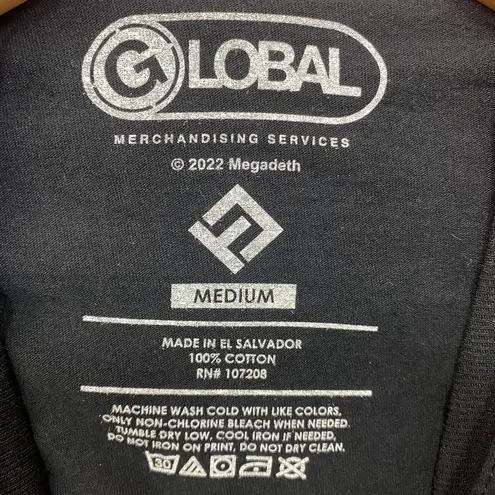 GLOBAL
MERCHANDISING SERVICES
© 2022 Megadeth
MEDIUM
MADE IN EL SALVADOR
100% COTTON
RN# 107208
MACHINE WASH COLD WITH LIKE COLORS,
ONLY NON-CHLORINE BLEACH WHEN NEEDED.
TUMBLE DRY LOW, COOL IRON IF NEEDED,
DO NOT IRON ON PRINT, DO NOT DRY CLEAN.
30